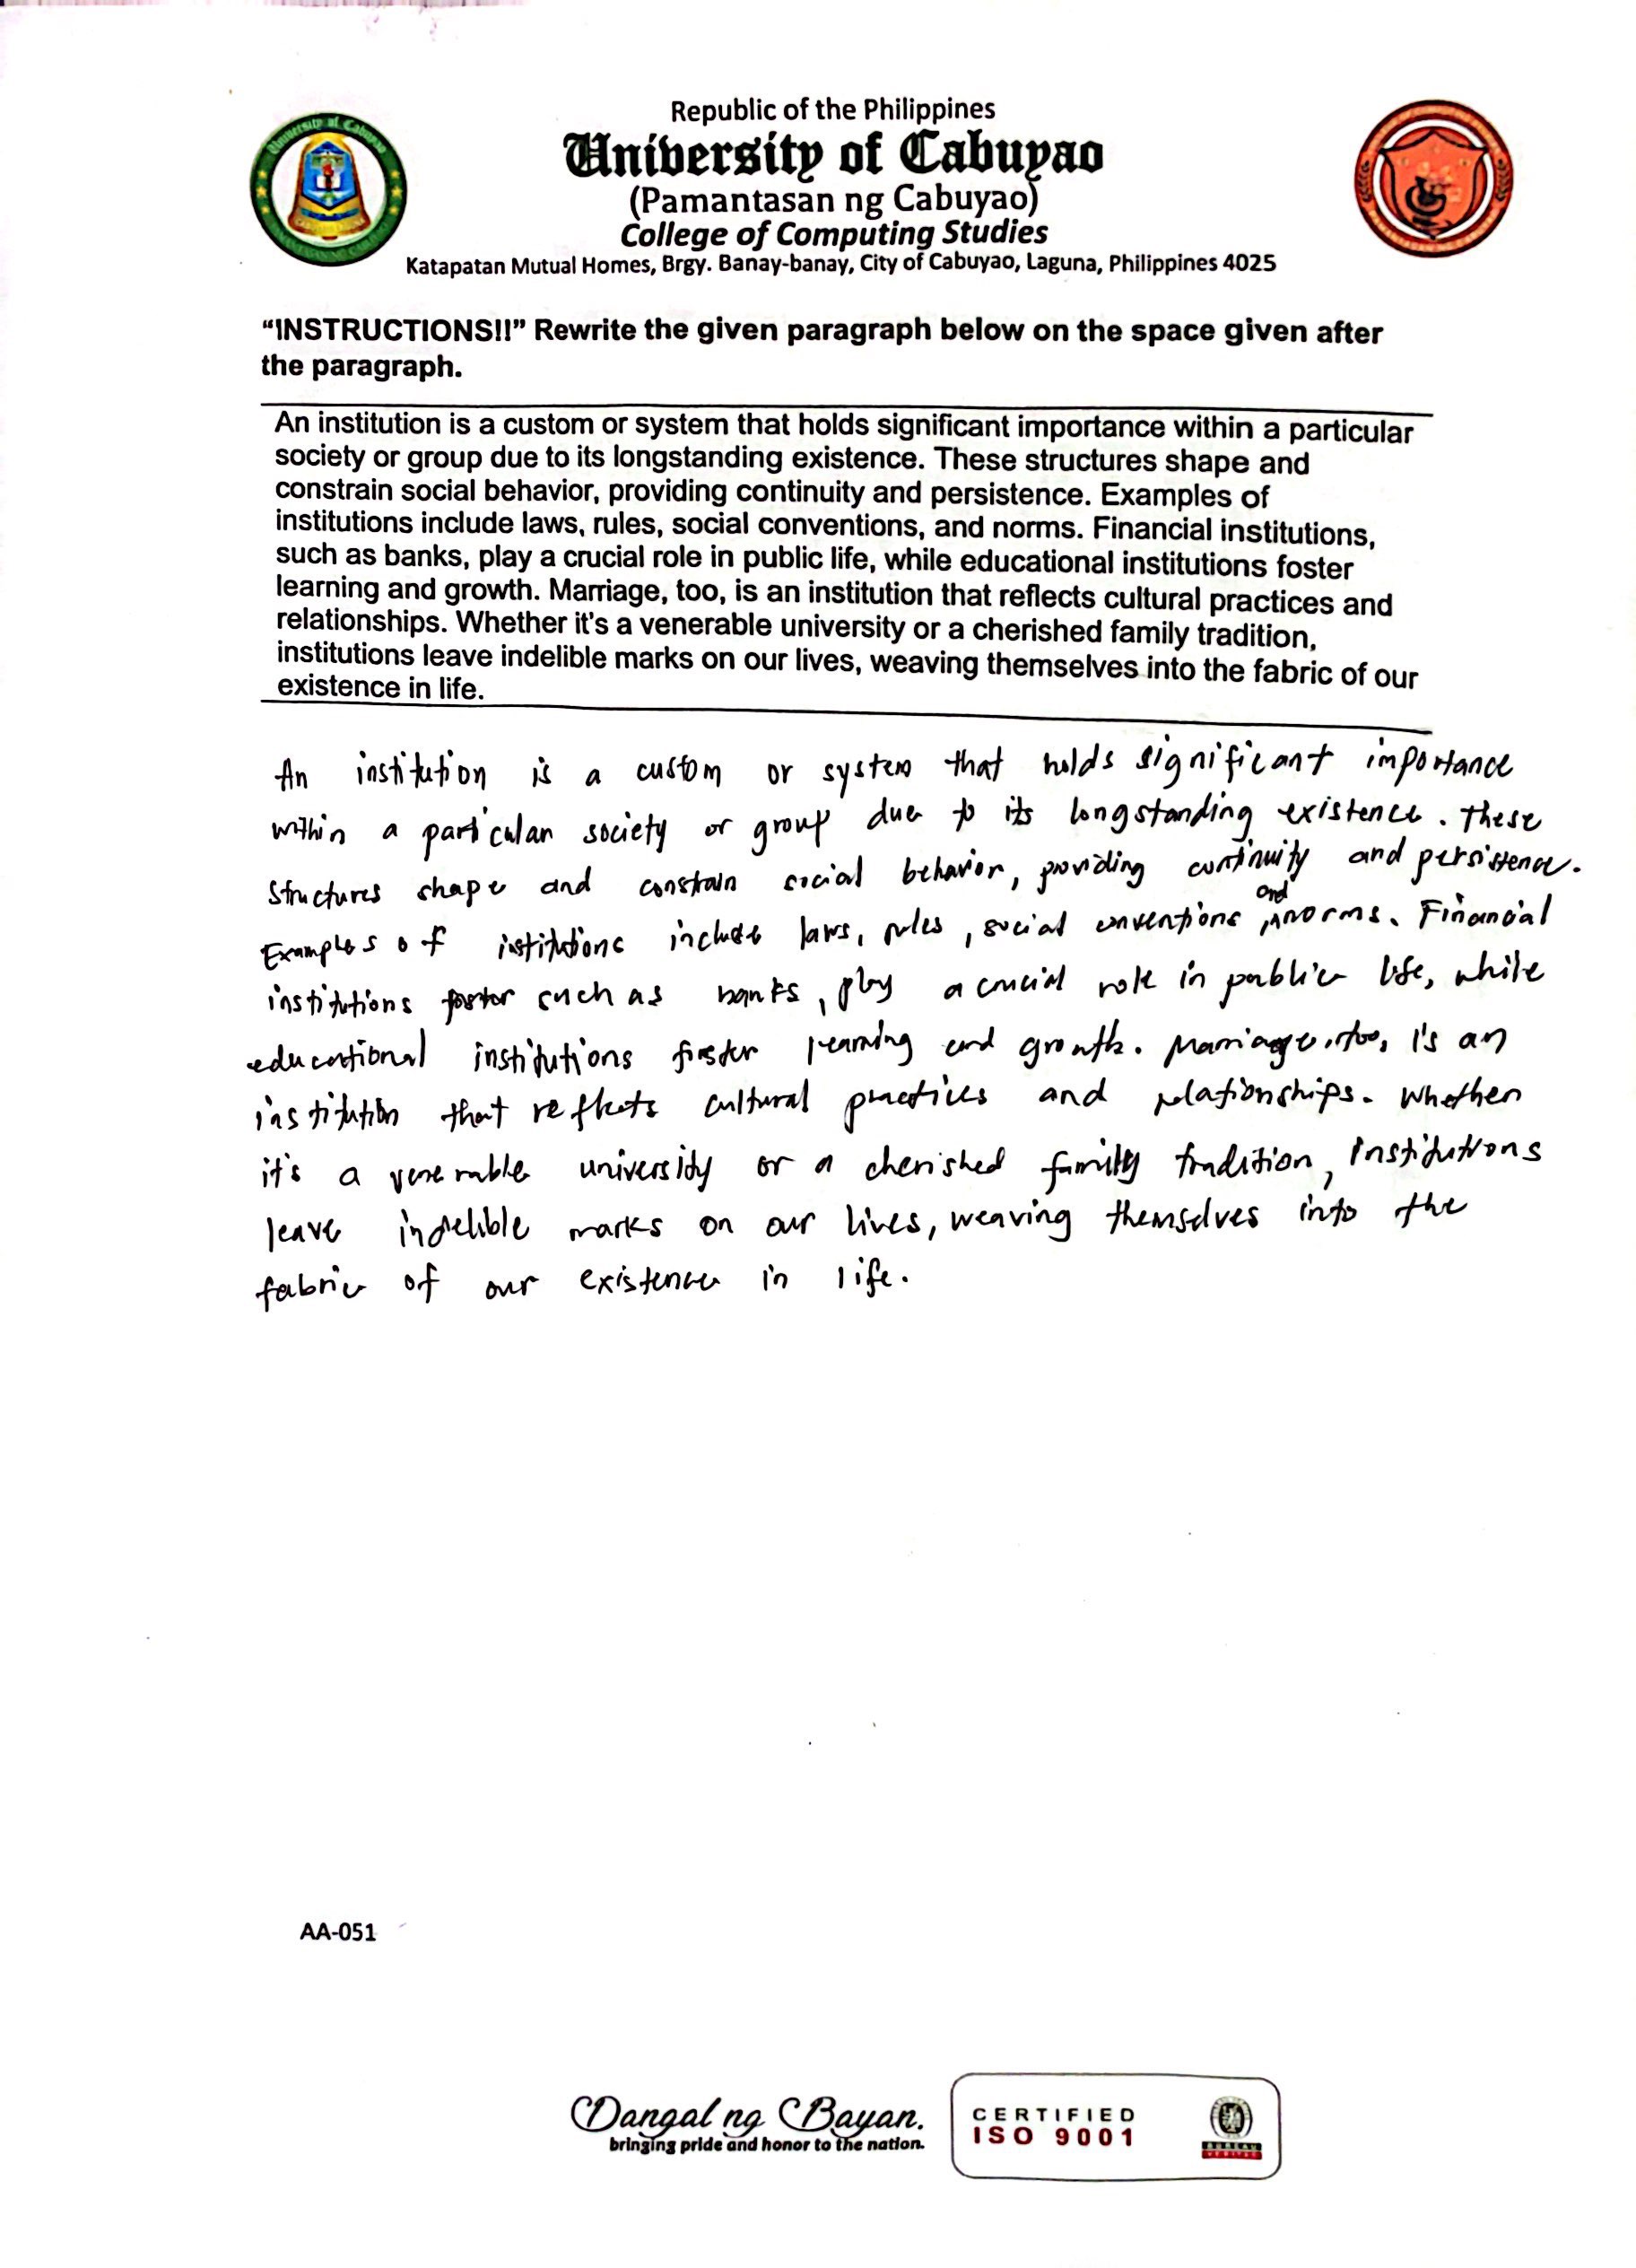 Republic of the Philippines
University of Cabuyao
(Pamantasan ng Cabuyao)
College of Computing Studies
Katapatan Mutual Homes, Brgy. Banay-banay, City of Cabuyao, Laguna, Philippines 4025
“INSTRUCTIONS!!” Rewrite the given paragraph below on the space given after
the paragraph.
An institution is a custom or system that holds significant importance within a particular
society or group due to its longstanding existence. These structures shape and
constrain social behavior, providing continuity and persistence. Examples of
institutions include laws, rules, social conventions, and norms. Financial institutions,
such as banks, play a crucial role in public life, while educational institutions foster
learning and growth. Marriage, too, is an institution that reflects cultural practices and
relationships. Whether it's a venerable university or a cherished family tradition,
institutions leave indelible marks on our lives, weaving themselves into the fabric of our
existence in life.
An institution is a custom or system that holds significant importance
within a particular society or group due to its longstanding existence. These
structures shape and constrain social behavior, providing continuity and persistence.
Examples of institutions include laws, rules, social conventions, and norms. Financial
institutions foster such as banks, play a crucial role in public life, while
educational institutions foster learning and growth. Marriage, too, is an
institution that reflects cultural practices and relationships. Whether
it's a venerable university or a cherished family tradition, institutions
leave indelible marks on our lives, weaving themselves into the
fabric of our existence in life.
AA-051
Dangal ng Bayan.
bringing pride and honor to the nation.
CERTIFIED
ISO 9001